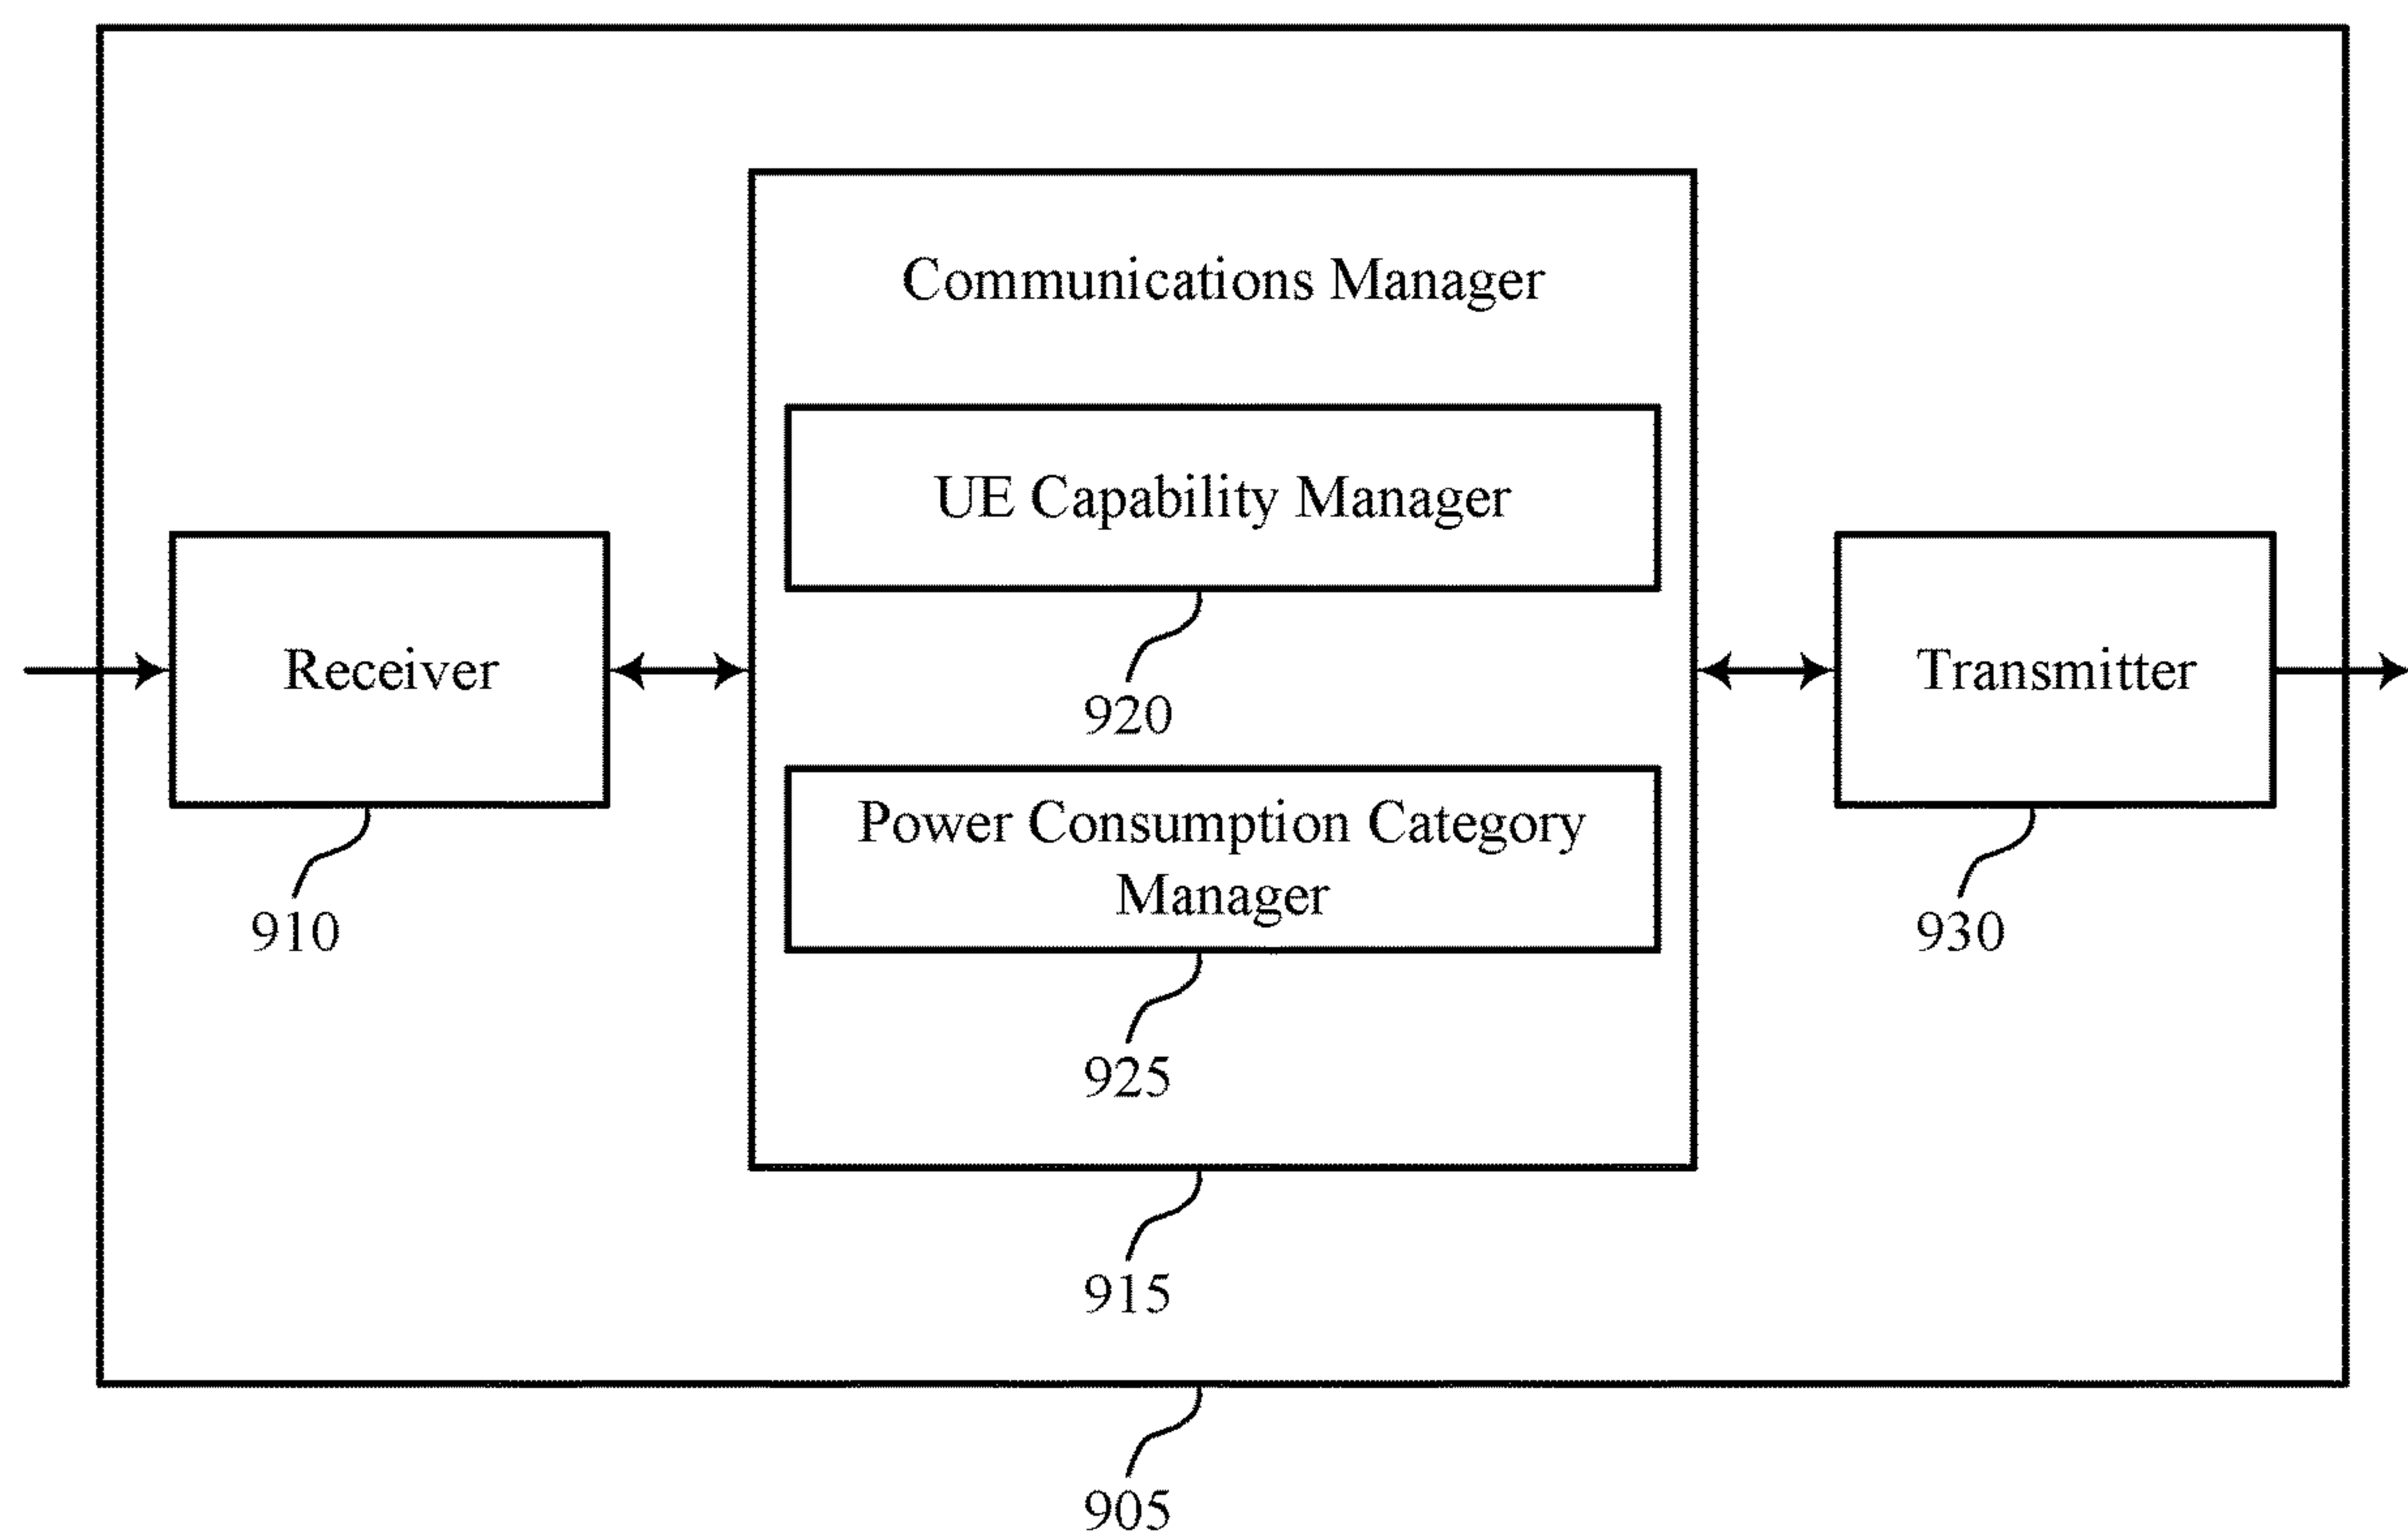 Communications Manager
UE Capability Manager
Receiver
Transmitter
920
Power Consumption Category
Manager
910
930
925
915
905